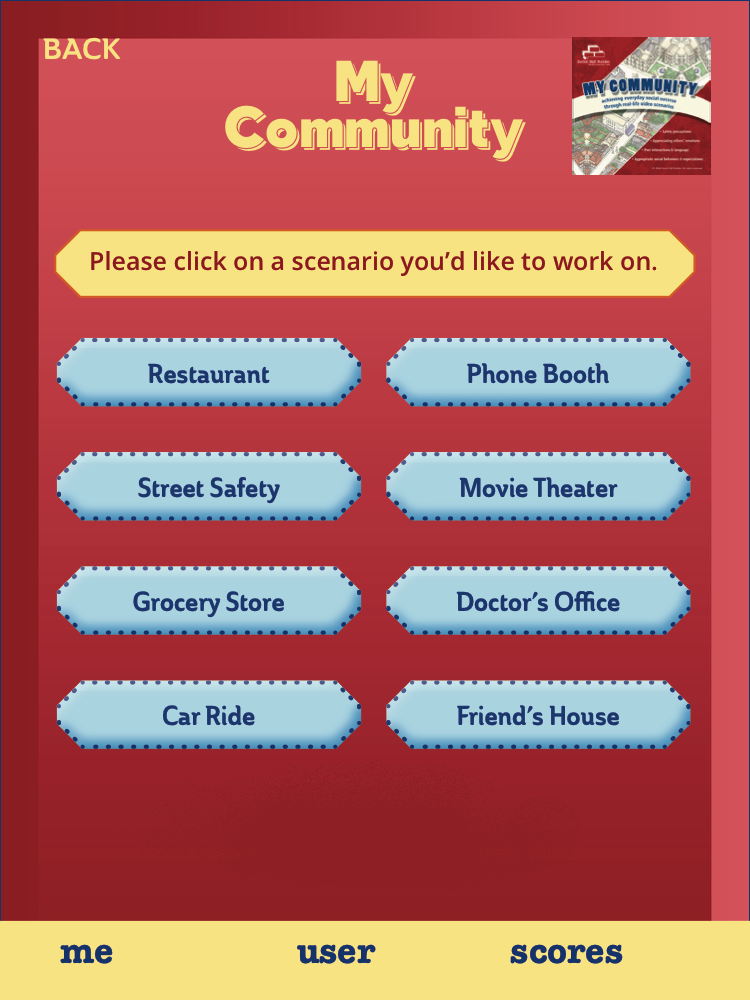 BACK
My
Community
MY COMMUNITY
achieving everyday social success
through real-life video scenarios
Please click on a scenario you’d like to work on.
Restaurant
Phone Booth
Street Safety
Movie Theater
Grocery Store
Doctor’s Office
Car Ride
Friend’s House
me
user
scores